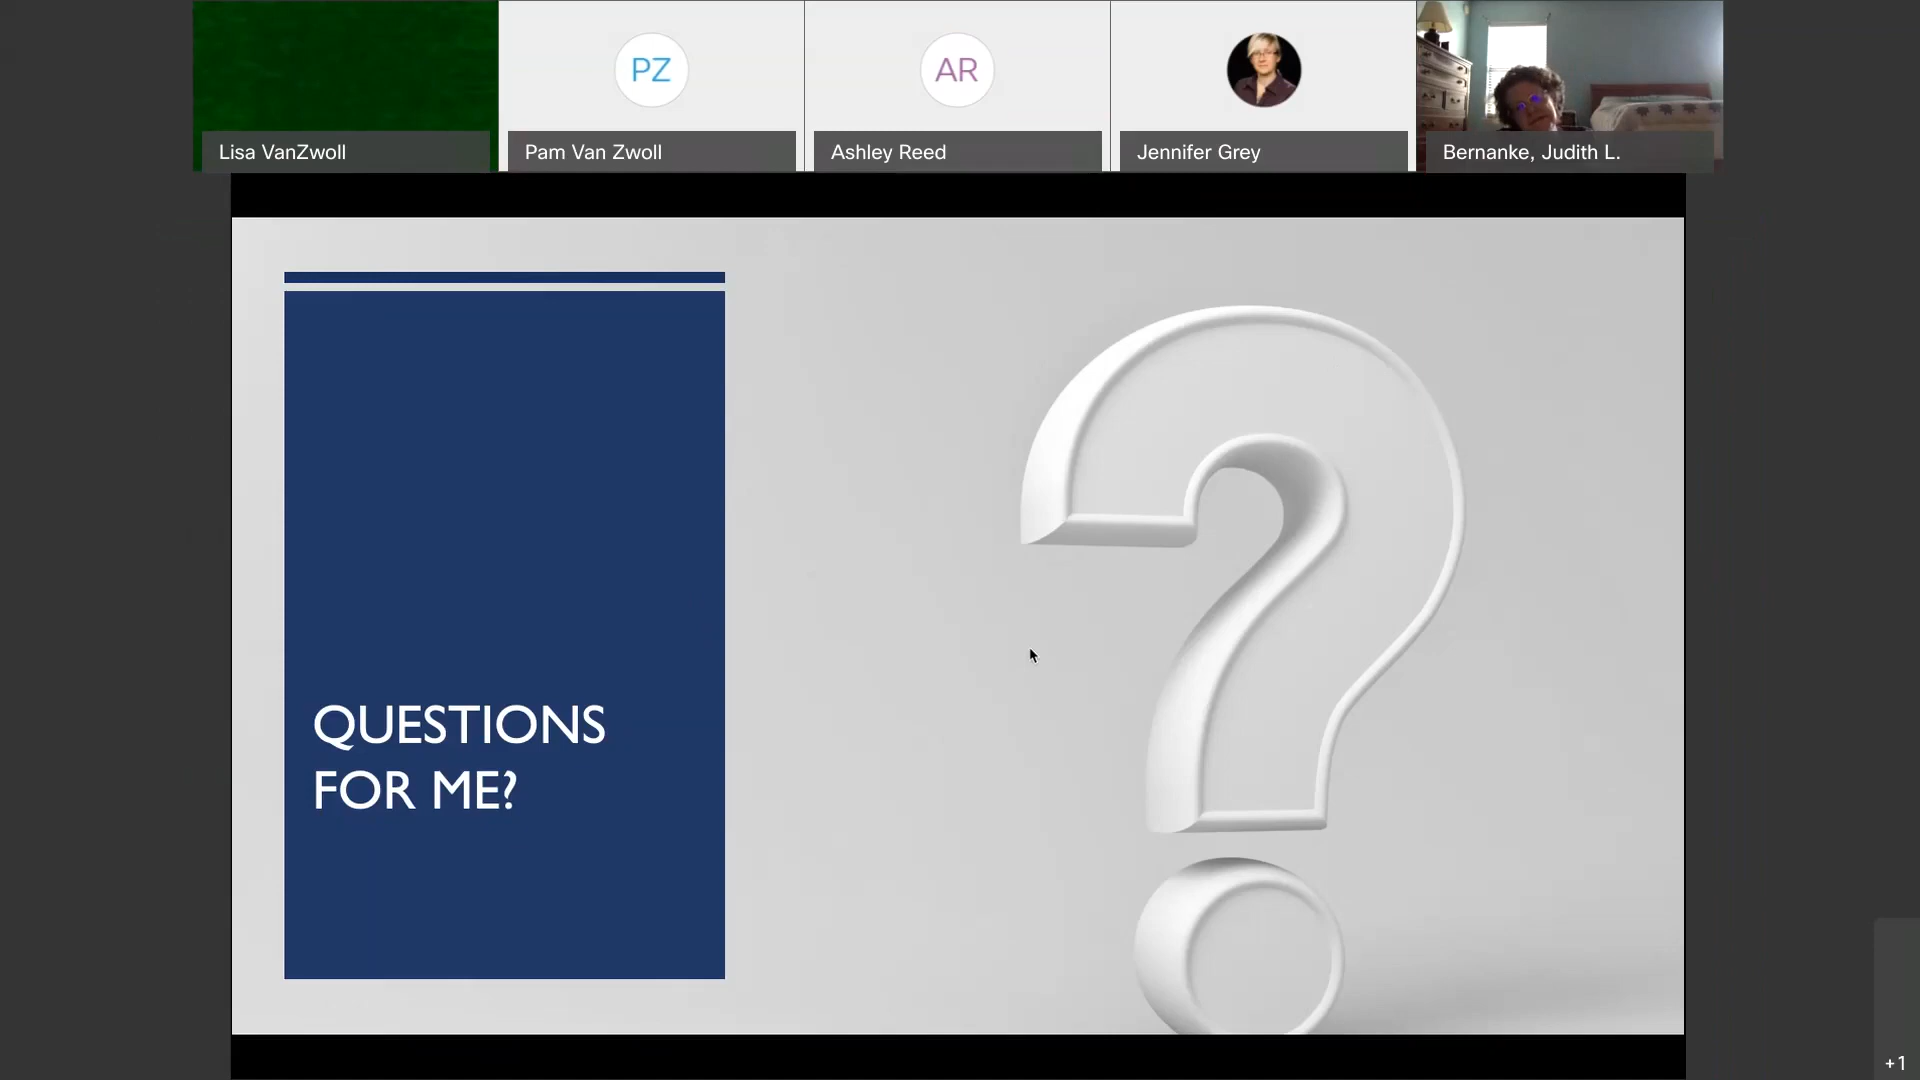 PZ
AR
Lisa VanZwoll
Pam Van Zwoll
Ashley Reed
Jennifer Grey
Bernanke, Judith L.
QUESTIONS
FOR ME?
+1